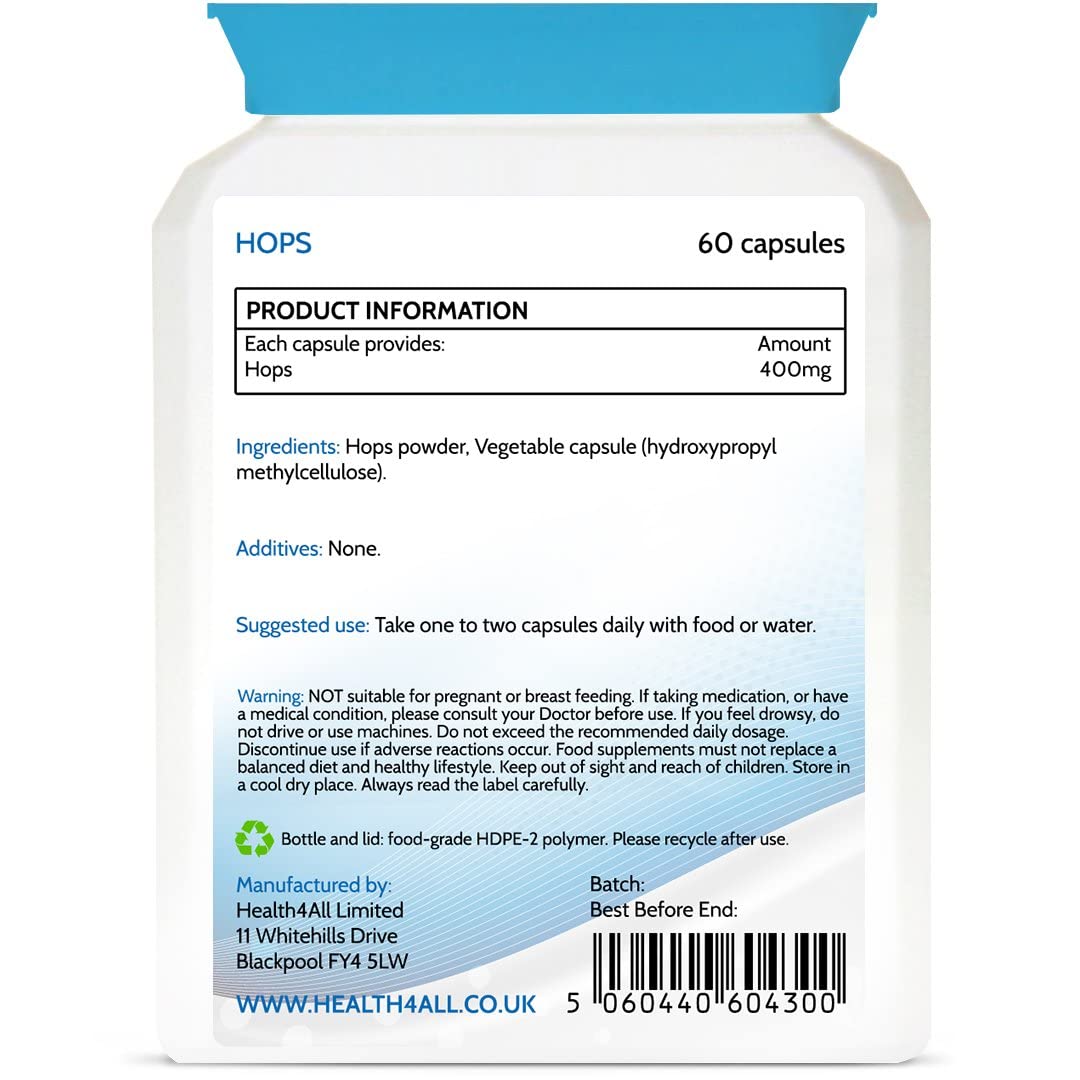 HOPS 60 capsules
PRODUCT INFORMATION
Each capsule provides: Amount
Hops 400mg
Ingredients: Hops powder, Vegetable capsule (hydroxypropyl
methylcellulose).
Additives: None.
Suggested use: Take one to two capsules daily with food or water.
Warning: NOT suitable for pregnant or breast feeding. If taking medication, or have
a medical condition, please consult your Doctor before use. If you feel drowsy, do
not drive or use machines. Do not exceed the recommended daily dosage.
Discontinue use if adverse reactions occur. Food supplements must not replace a
balanced diet and healthy lifestyle. Keep out of sight and reach of children. Store in
a cool dry place. Always read the label carefully.
Bottle and lid: food-grade HDPE-2 polymer. Please recycle after use.
Manufactured by:
Health4All Limited
11 Whitehills Drive
Blackpool FY4 5LW
WWW.HEALTH4ALL.CO.UK
Batch:
Best Before End:
5 060440 604300